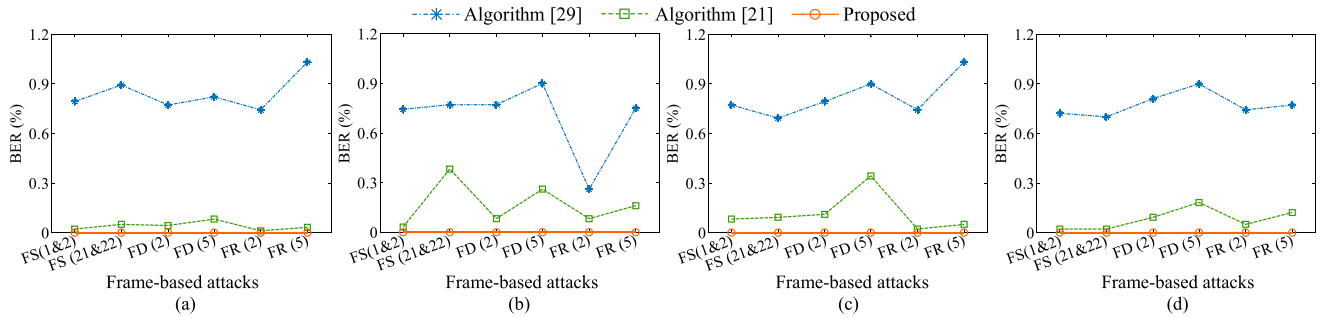 Algorithm [29] Algorithm [21] Proposed
1.2
0.9
0.6
0.3
0
BER (%)
FS(1&2)
FS (21&22)
FD (2)
FD (5)
FR (2)
FR (5)
Frame-based attacks
(a)
1.2
0.9
0.6
0.3
0
BER (%)
FS(1&2)
FS (21&22)
FD (2)
FD (5)
FR (2)
FR (5)
Frame-based attacks
(b)
1.2
0.9
0.6
0.3
0
BER (%)
FS(1&2)
FS (21&22)
FD (2)
FD (5)
FR (2)
FR (5)
Frame-based attacks
(c)
1.2
0.9
0.6
0.3
0
BER (%)
FS(1&2)
FS (21&22)
FD (2)
FD (5)
FR (2)
FR (5)
Frame-based attacks
(d)